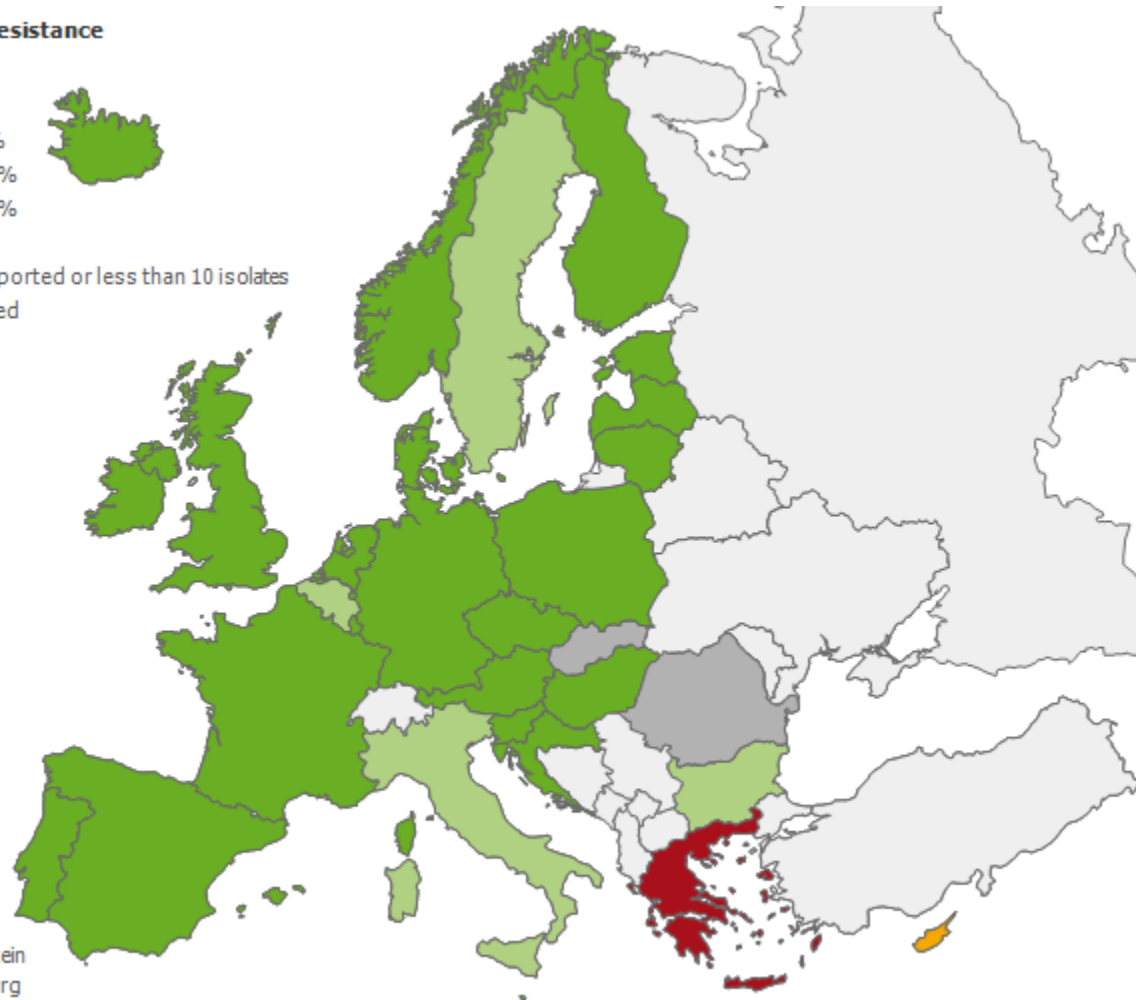 esistance
%
%
%
ported or less than 10 isolates
ed
ein
rg